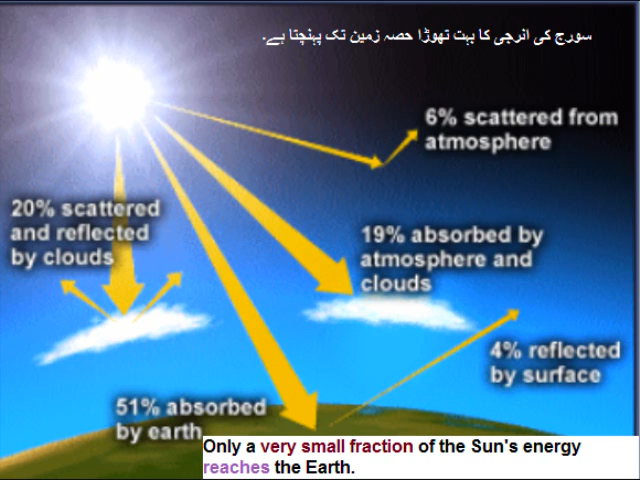 سورج کی انرجی کا بہت تھوڑا حصہ زمین تک پہنچتا ہے۔
6% scattered from
atmosphere
20% scattered
and reflected
by clouds
19% absorbed by
atmosphere and
clouds
4% reflected
by surface
51% absorbed
by earth
Only a very small fraction of the Sun's energy
reaches the Earth.